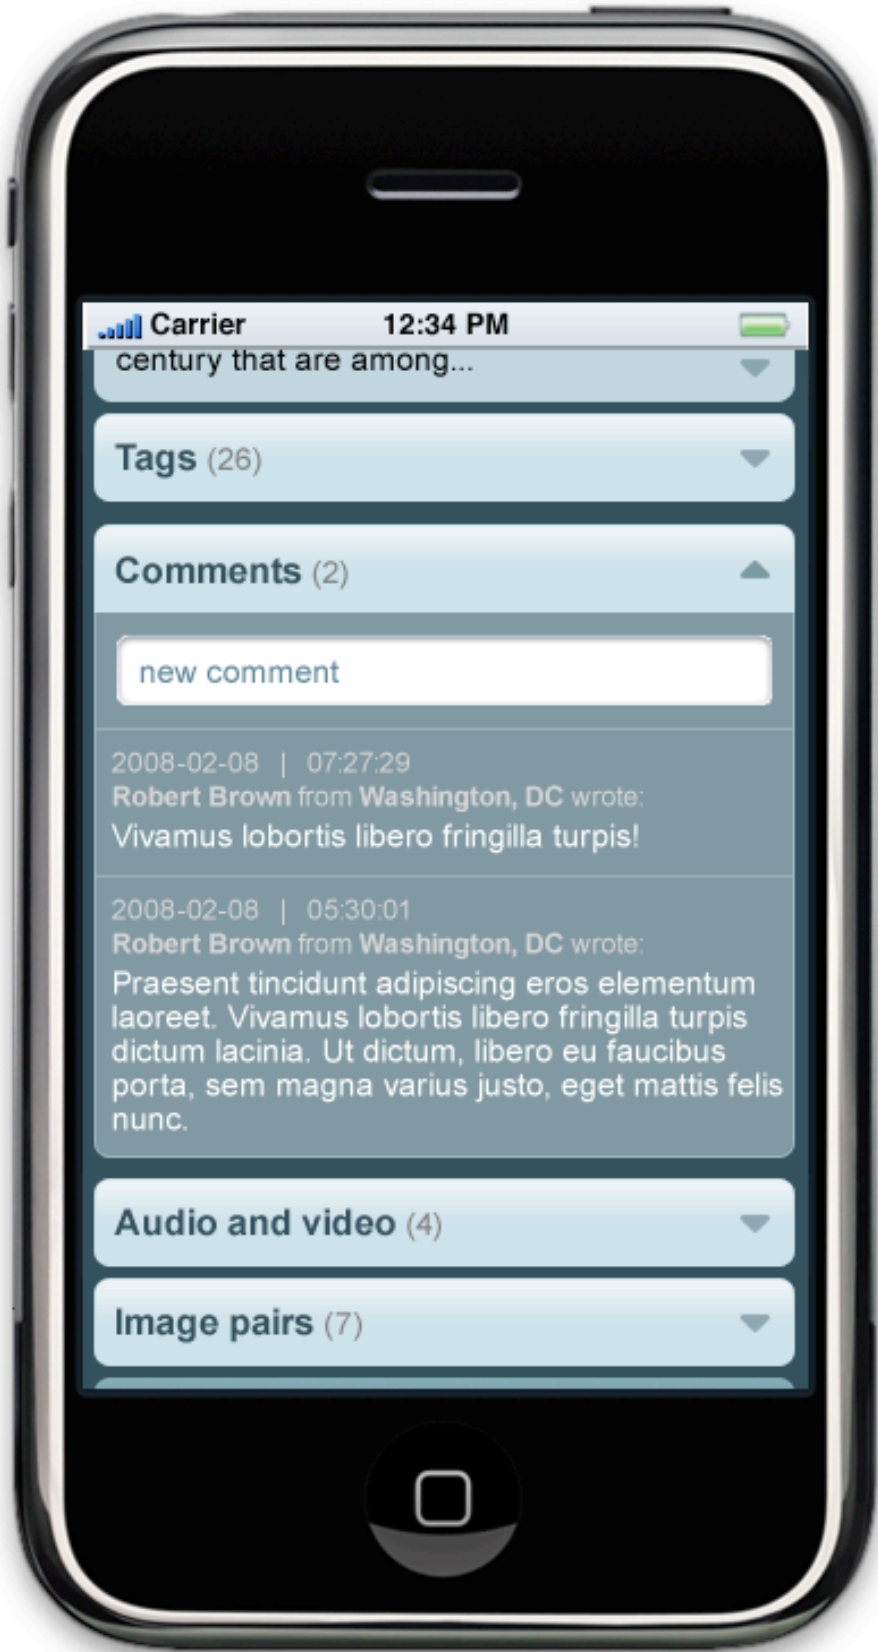 Carrier 12:34 PM
century that are among...
Tags (26)
Comments (2)
new comment
2008-02-08 | 07:27:29
Robert Brown from Washington, DC wrote:
Vivamus lobortis libero fringilla turpis!
2008-02-08 | 05:30:01
Robert Brown from Washington, DC wrote:
Praesent tincidunt adipiscing eros elementum
laoreet. Vivamus lobortis libero fringilla turpis
dictum lacinia. Ut dictum, libero eu faucibus
porta, sem magna varius justo, eget mattis felis
nunc.
Audio and video (4)
Image pairs (7)